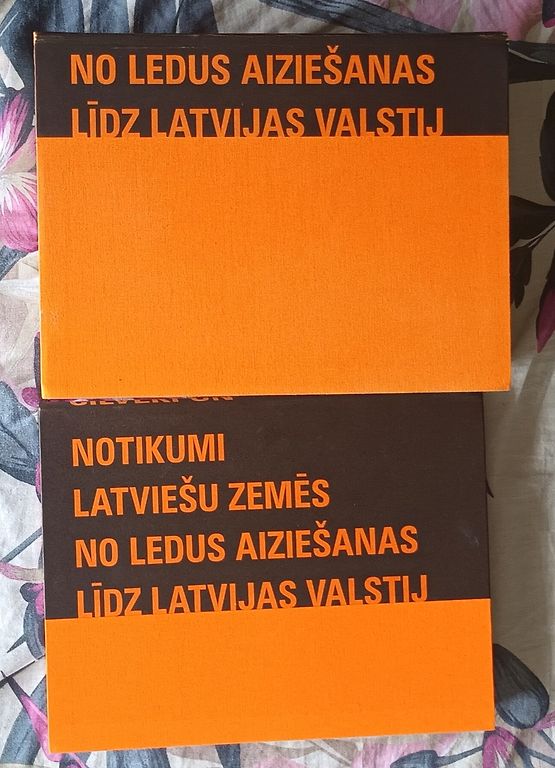 NO LEDUS AIZIEŠANAS
LĪDZ LATVIJAS VALSTIJ
NOTIKUMI
LATVIEŠU ZEMĒS
NO LEDUS AIZIEŠANAS
LĪDZ LATVIJAS VALSTIJ